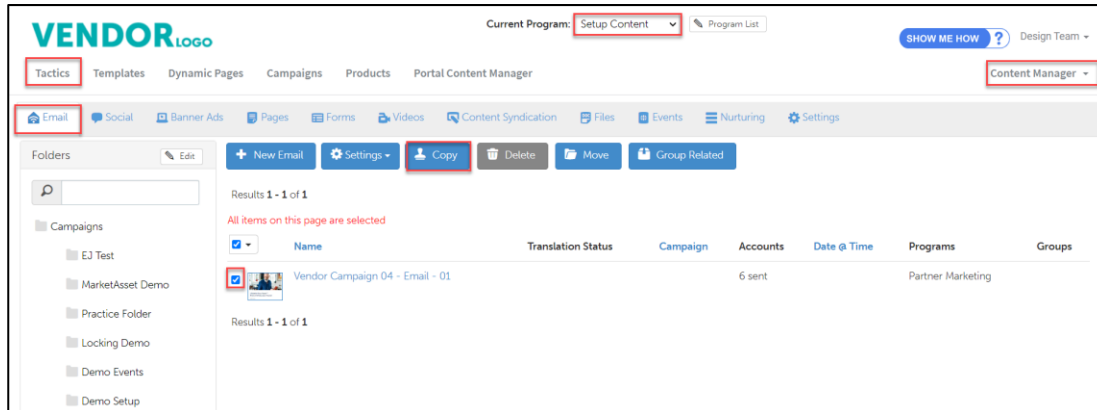 Current Program: Setup Content Program List
VENDOR LOGO
SHOW ME HOW ? Design Team
Tactics Templates Dynamic Pages Campaigns Products Portal Content Manager Content Manager
Email Social Banner Ads Pages Forms Videos Content Syndication Files Events Nurturing Settings
Folders Edit + New Email Settings Copy Delete Move Group Related
Results 1 - 1 of 1
All items on this page are selected
Campaigns
Name Translation Status Campaign Accounts Date @ Time Programs Groups
EJ Test
Vendor Campaign 04 - Email - 01 6 sent Partner Marketing
MarketAsset Demo
Practice Folder
Results 1 - 1 of 1
Locking Demo
Demo Events
Demo Setup